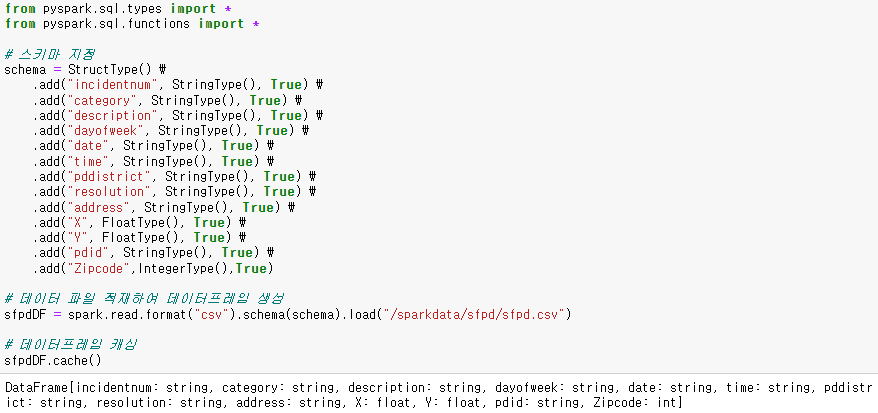 from pyspark.sql.types import *
from pyspark.sql.functions import *
# 스키마 지정
schema = StructType() ₩
.add("incidentnum", StringType(), True) ₩
.add("category", StringType(), True) ₩
.add("description", StringType(), True) ₩
.add("dayofweek", StringType(), True) ₩
.add("date", StringType(), True) ₩
.add("time", StringType(), True) ₩
.add("pddistrict", StringType(), True) ₩
.add("resolution", StringType(), True) ₩
.add("address", StringType(), True) ₩
.add("X", FloatType(), True) ₩
.add("Y", FloatType(), True) ₩
.add("pdid", StringType(), True) ₩
.add("Zipcode",IntegerType(),True)
# 데이터 파일 적재하여 데이터프레임 생성
sfpdDF = spark.read.format("csv").schema(schema).load("/sparkdata/sfpd/sfpd.csv")
# 데이터프레임 캐싱
sfpdDF.cache()
DataFrame[incidentnum: string, category: string, description: string, dayofweek: string, date: string, time: string, pddistr
ict: string, resolution: string, address: string, X: float, Y: float, pdid: string, Zipcode: int]